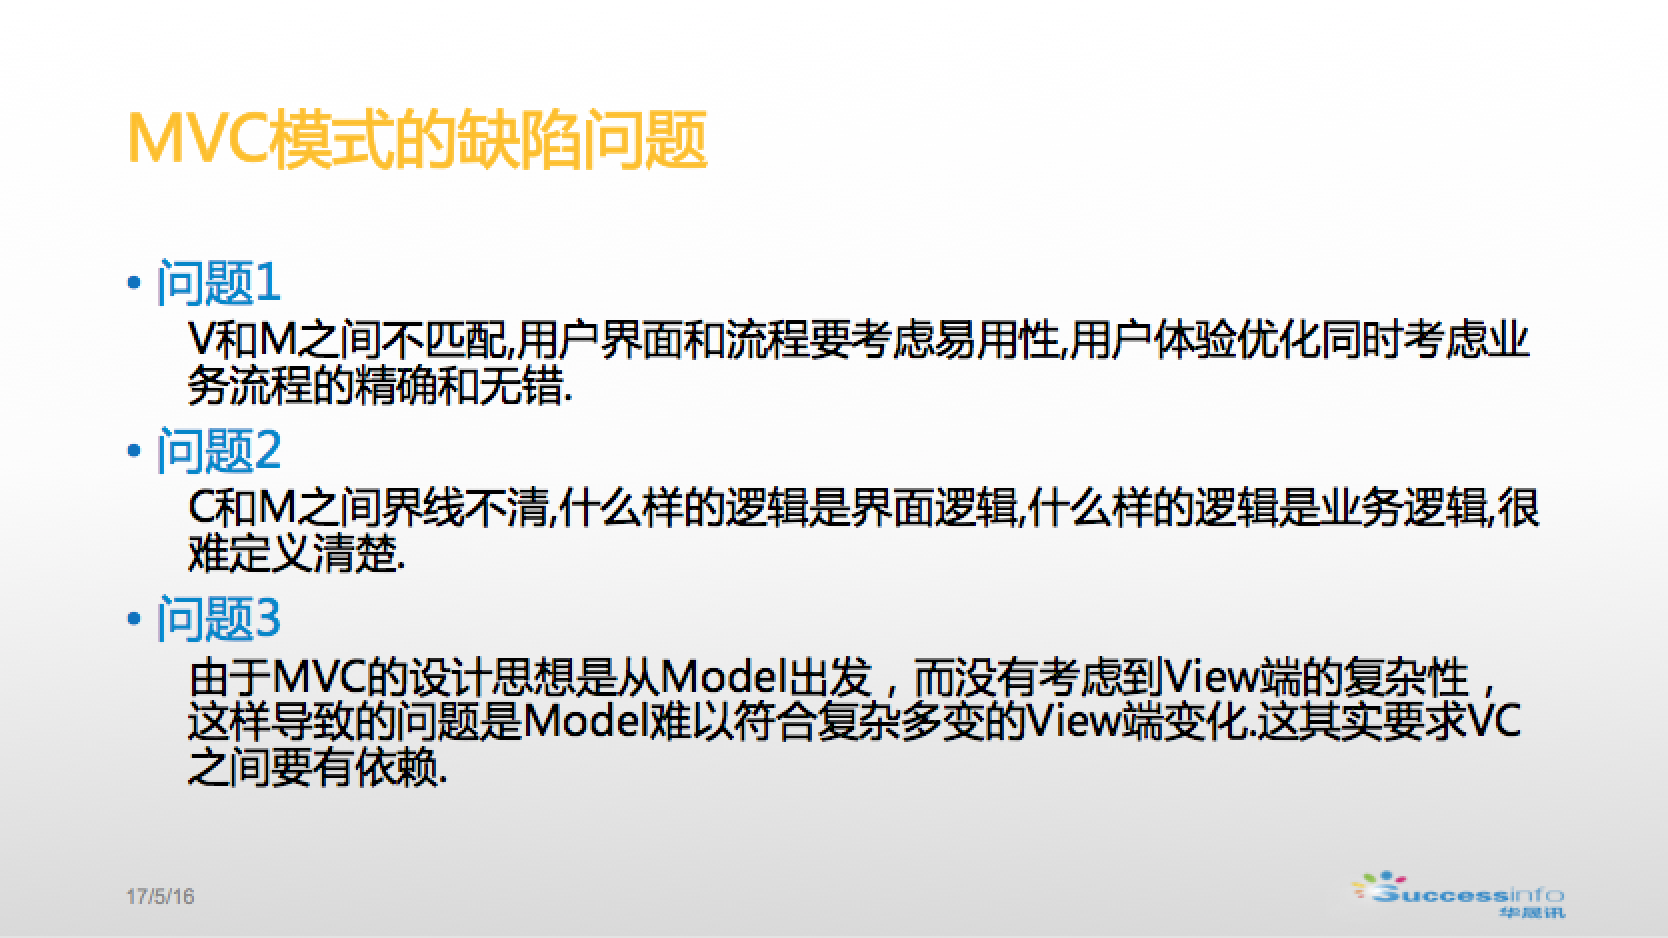 MVC模式的缺陷问题
• 问题1
V和M之间不匹配,用户界面和流程要考虑易用性,用户体验优化同时考虑业
务流程的精确和无错.
• 问题2
C和M之间界线不清,什么样的逻辑是界面逻辑,什么样的逻辑是业务逻辑,很
难定义清楚.
• 问题3
由于MVC的设计思想是从Model出发，而没有考虑到View端的复杂性，
这样导致的问题是Model难以符合复杂多变的View端变化.这其实要求VC
之间要有依赖.
17/5/16
Successinfo
华晟讯